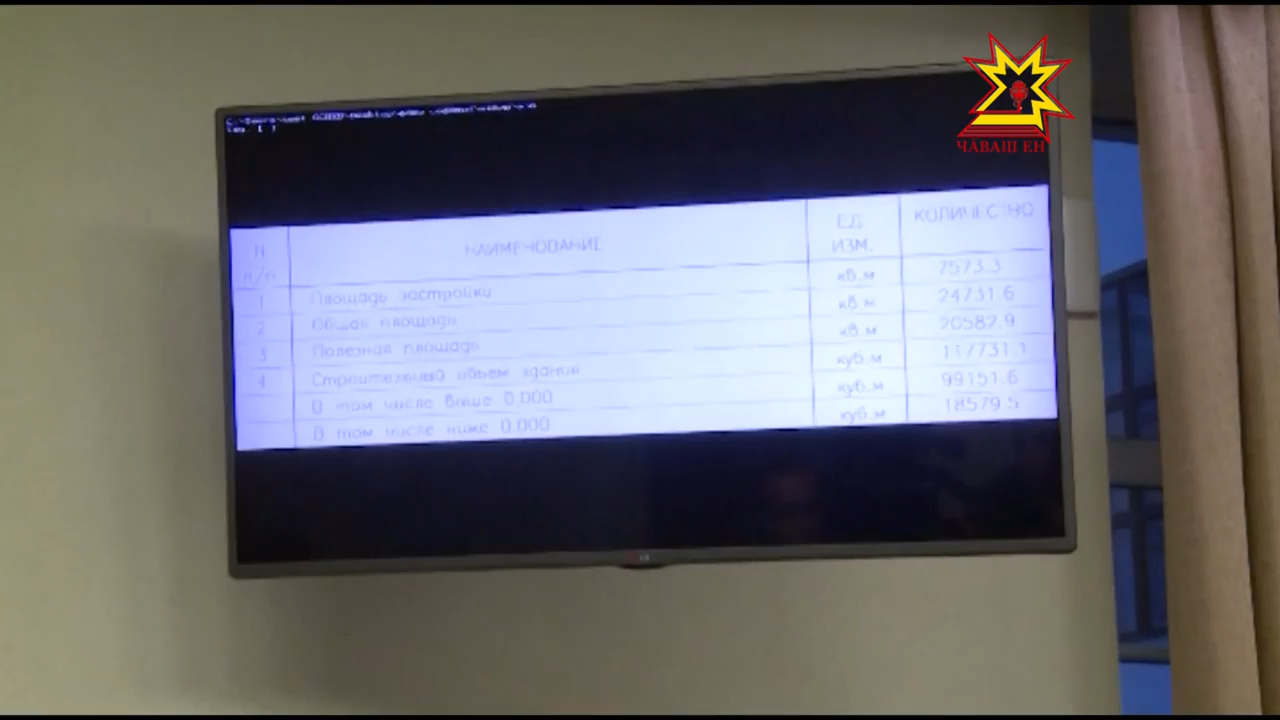 ЧӐВАШ ЕН
N п/п НАИМЕНОВАНИЕ ЕД. ИЗМ. КОЛИЧЕСТВО
1 Площадь застройки кв.м 7573.3
2 Общая площадь кв.м 24731.6
3 Полезная площадь кв.м 20582.9
4 Строительный объем здания куб.м 117731.1
В том числе выше 0.000 куб.м 99151.6
В том числе ниже 0.000 куб.м 18579.5
LG